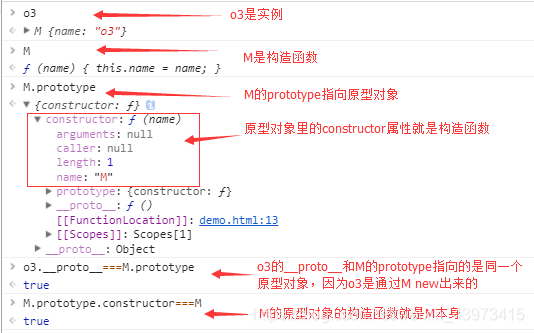 o3
o3是实例
M {name: "o3"}
M
M是构造函数
ƒ (name) { this.name = name; }
M.prototype
M的prototype指向原型对象
{constructor: ƒ} i
constructor: ƒ (name)
原型对象里的constructor属性就是构造函数
arguments: null
caller: null
length: 1
name: "M"
prototype: {constructor: ƒ}
__proto__: ƒ ()
[[FunctionLocation]]: demo.html:13
[[Scopes]]: Scopes[1]
__proto__: Object
o3.__proto__===M.prototype
o3的__proto__和M的prototype指向的是同一个
原型对象，因为o3是通过M new出来的
true
M.prototype.constructor===M
M的原型对象的构造函数就是M本身
true